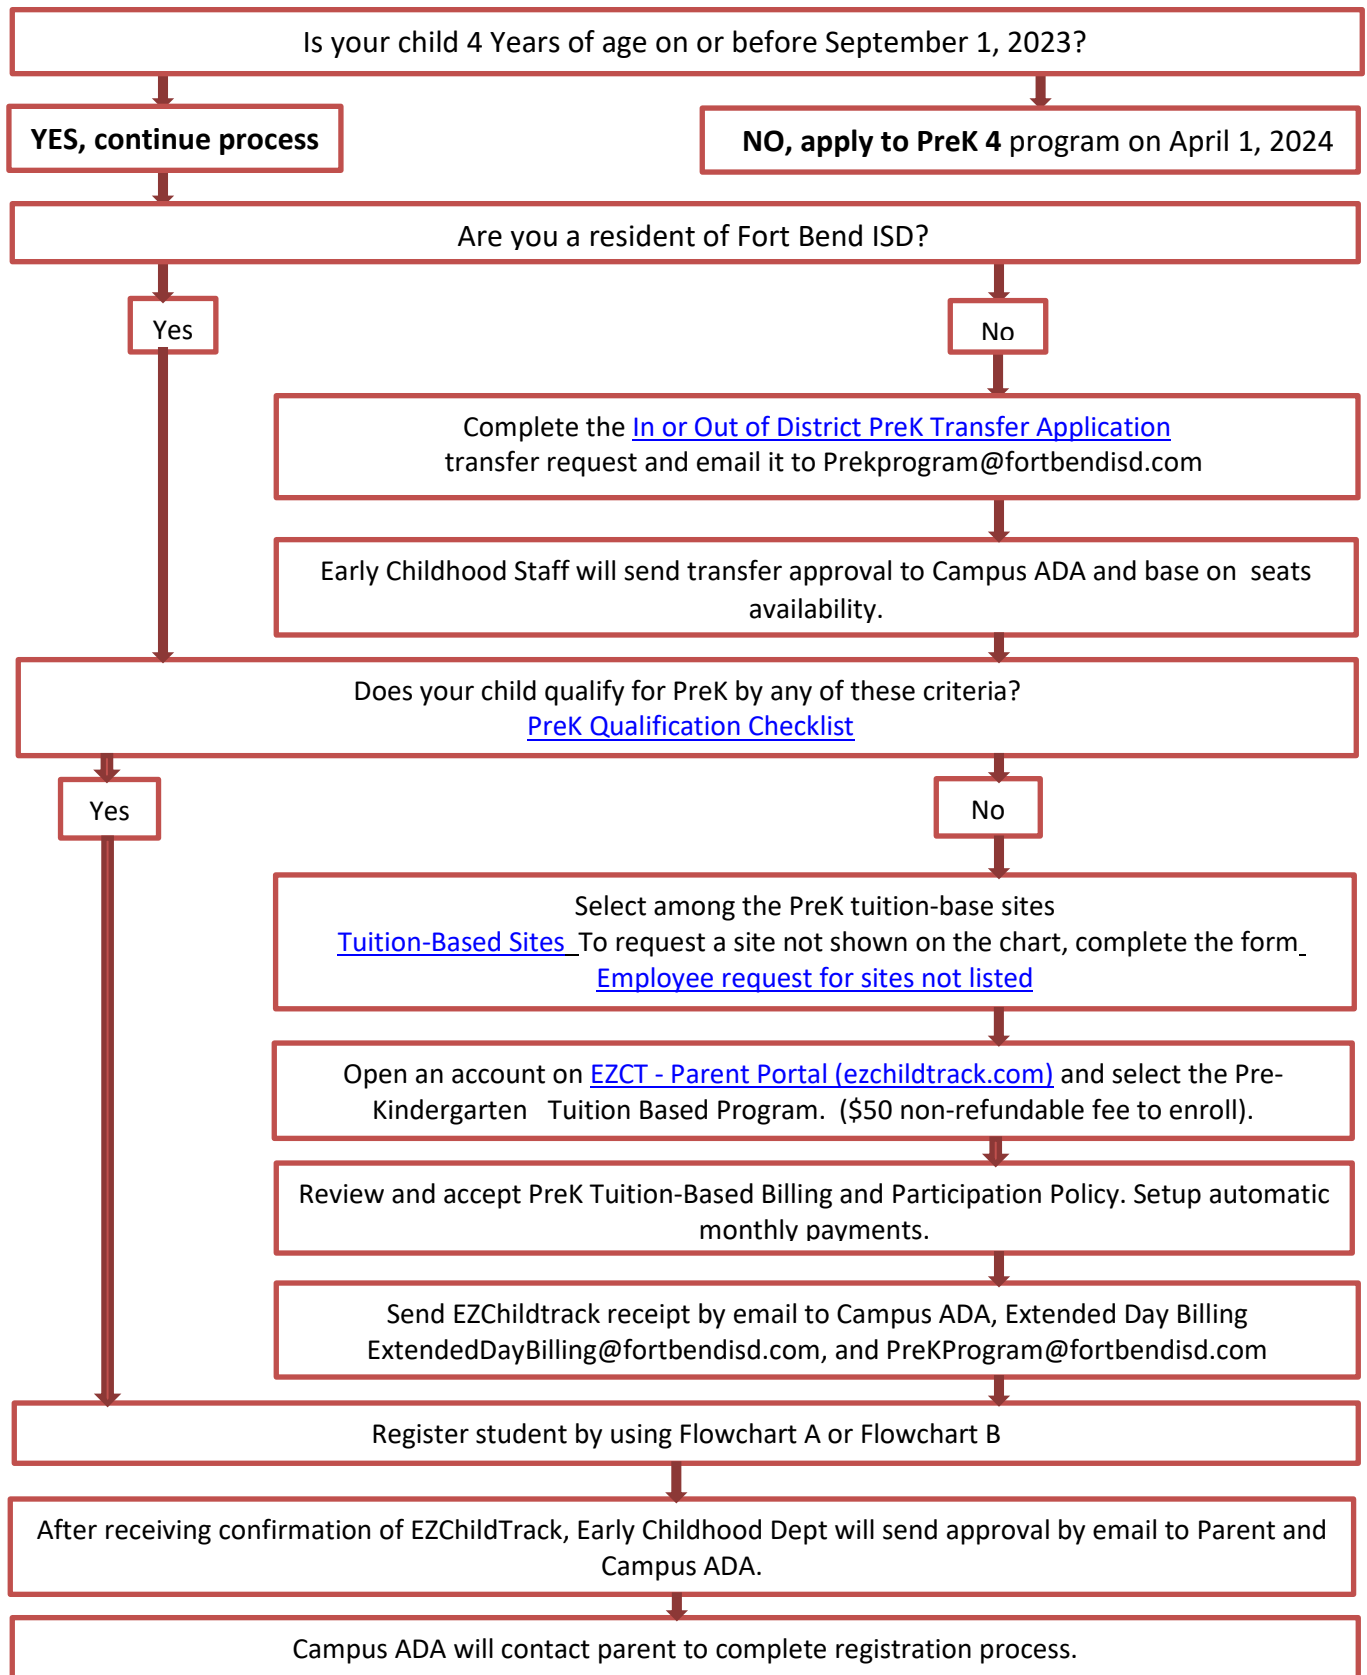 Is your child 4 Years of age on or before September 1, 2023?
YES, continue process
NO, apply to PreK 4 program on April 1, 2024
Are you a resident of Fort Bend ISD?
Yes
No
Complete the In or Out of District PreK Transfer Application
transfer request and email it to Prekprogram@fortbendisd.com
Early Childhood Staff will send transfer approval to Campus ADA and base on seats
availability.
Does your child qualify for PreK by any of these criteria?
PreK Qualification Checklist
Yes
No
Select among the PreK tuition-base sites
Tuition-Based Sites To request a site not shown on the chart, complete the form
Employee request for sites not listed
Open an account on EZCT - Parent Portal (ezchildtrack.com) and select the Pre-
Kindergarten Tuition Based Program. ($50 non-refundable fee to enroll).
Review and accept PreK Tuition-Based Billing and Participation Policy. Setup automatic
monthly payments.
Send EZChildtrack receipt by email to Campus ADA, Extended Day Billing
ExtendedDayBilling@fortbendisd.com, and PreKProgram@fortbendisd.com
Register student by using Flowchart A or Flowchart B
After receiving confirmation of EZChildTrack, Early Childhood Dept will send approval by email to Parent and
Campus ADA.
Campus ADA will contact parent to complete registration process.